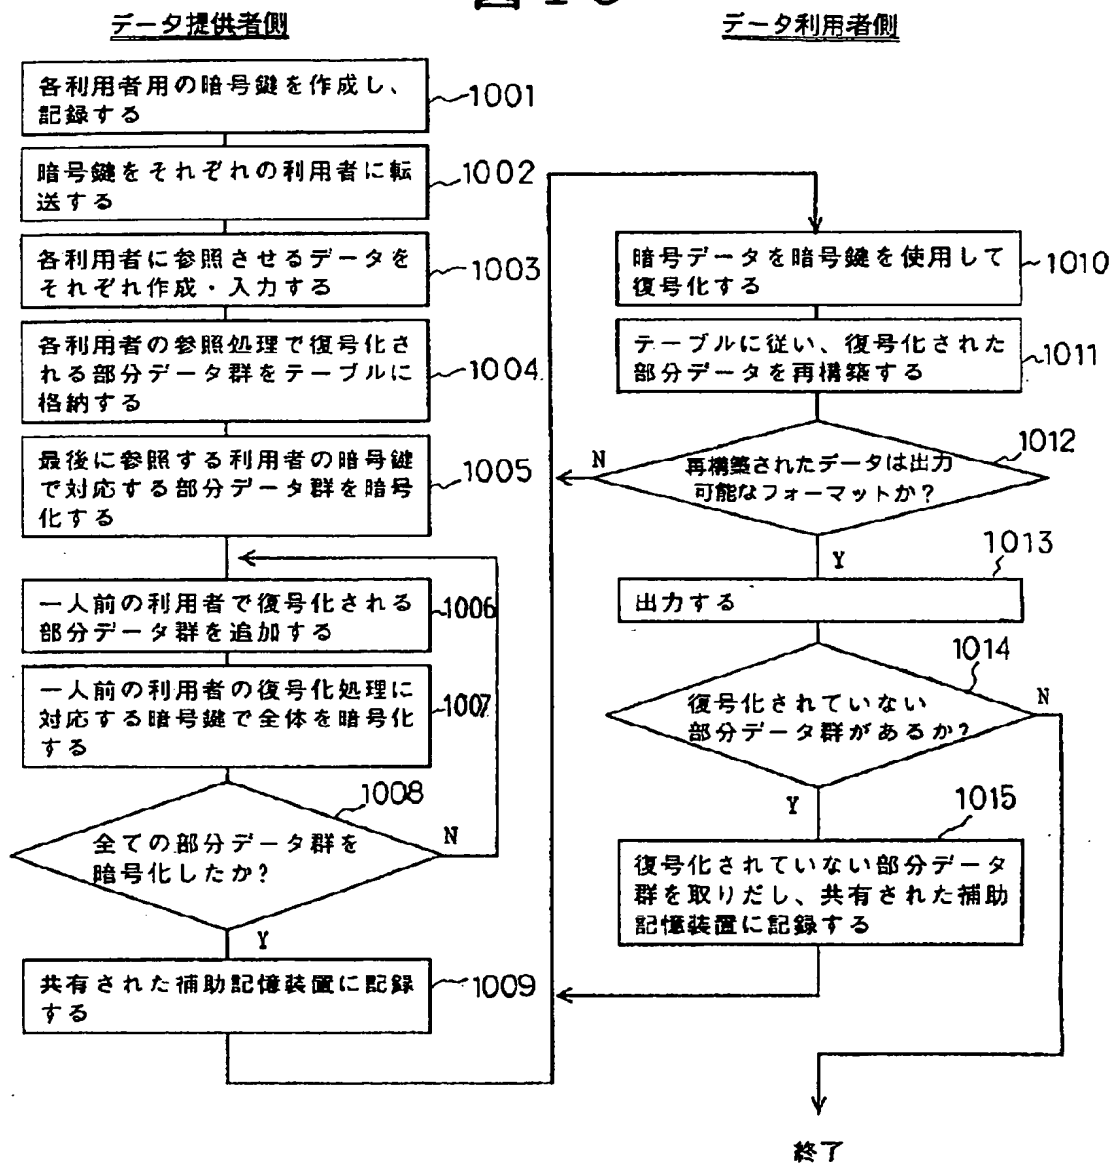 データ提供者側
各利用者用の暗号鍵を作成し、
記録する
1001
暗号鍵をそれぞれの利用者に転
送する
1002
各利用者に参照させるデータを
それぞれ作成・入力する
1003
各利用者の参照処理で復号化さ
れる部分データ群をテーブルに
格納する
1004
最後に参照する利用者の暗号鍵
で対応する部分データ群を暗号
化する
1005
一人前の利用者で復号化される
部分データ群を追加する
1006
一人前の利用者の復号化処理に
対応する暗号鍵で全体を暗号化
する
1007
1008
全ての部分データ群を
暗号化したか?
N
Y
共有された補助記憶装置に記録
する
1009
データ利用者側
暗号データを暗号鍵を使用して
復号化する
1010
テーブルに従い、復号化された
部分データを再構築する
1011
1012
N
再構築されたデータは出力
可能なフォーマットか?
Y
1013
出力する
1014
復号化されていない
部分データ群があるか?
N
Y
1015
復号化されていない部分データ
群を取りだし、共有された補助
記憶装置に記録する
終了